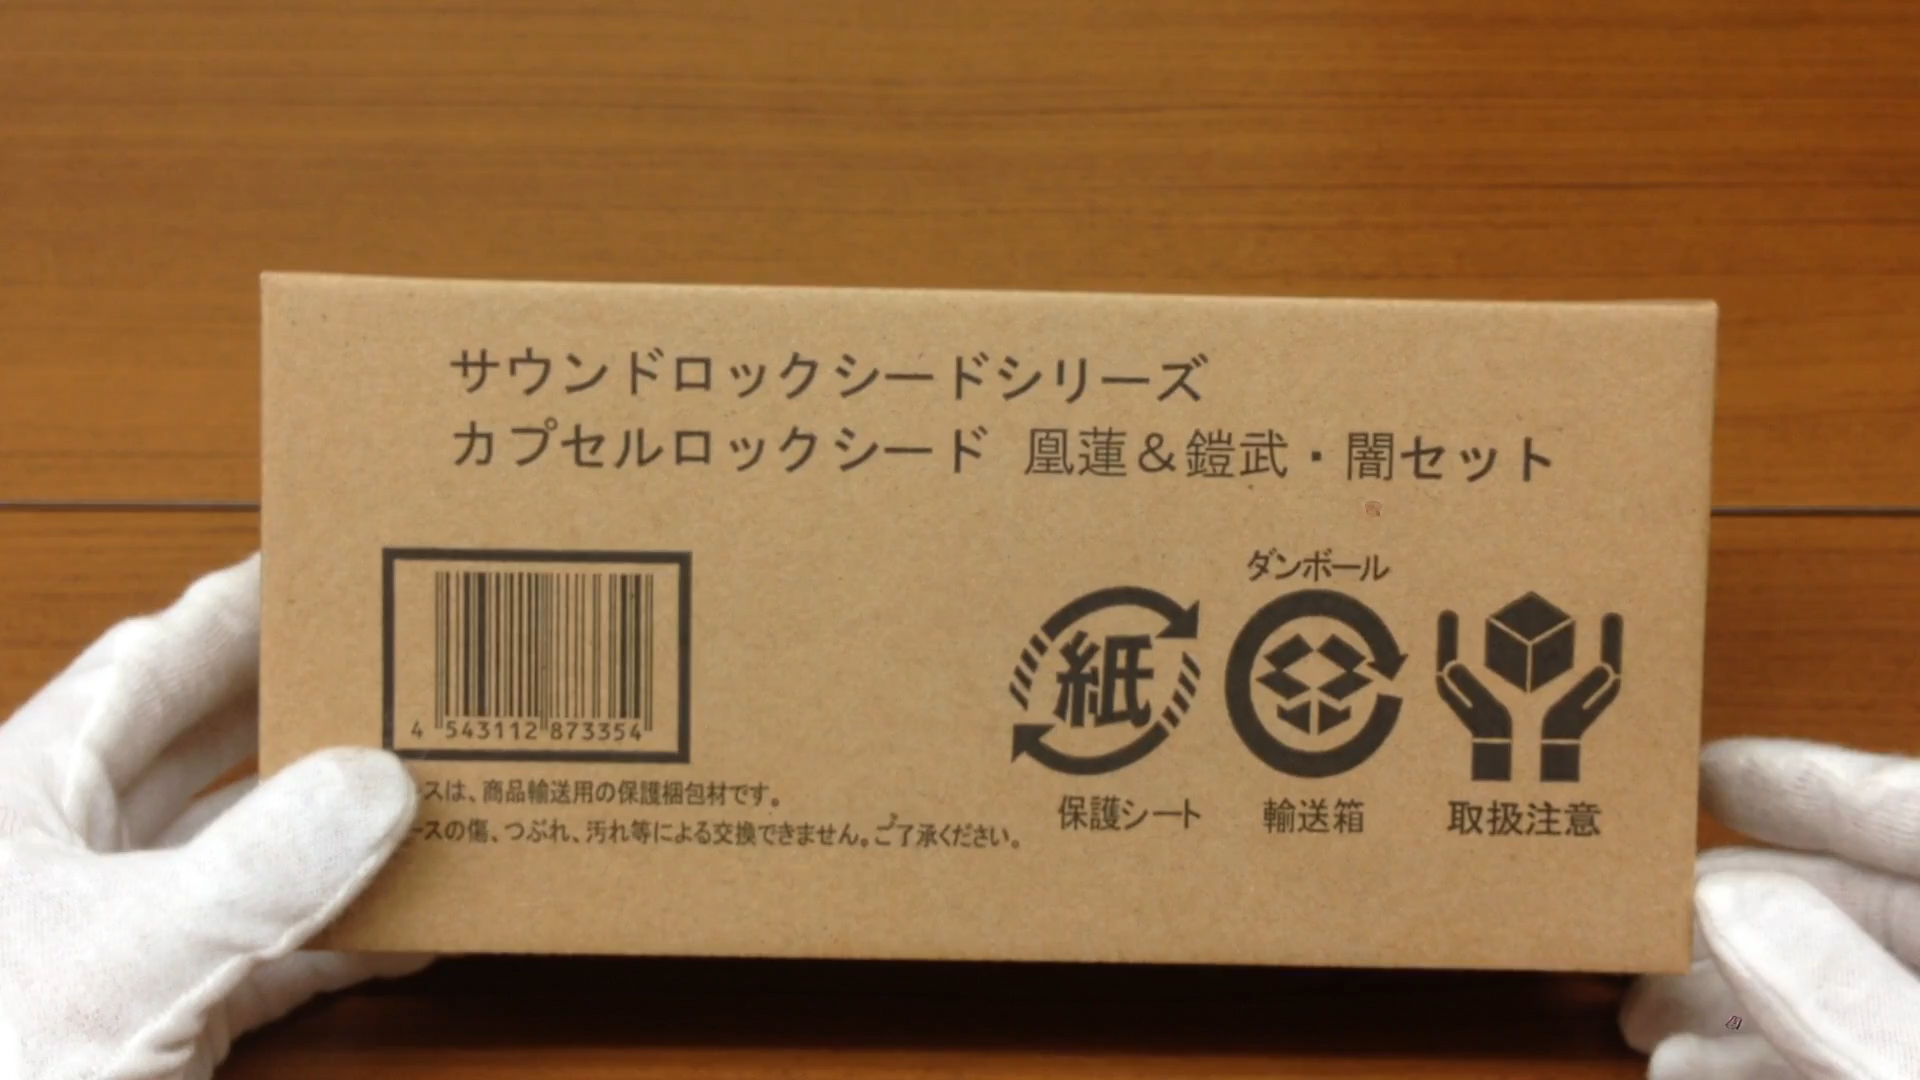 サウンドロックシードシリーズ
カプセルロックシード 凰蓮＆鎧武・闇セット
ダンボール
紙
4 543112 873354
保護シート
輸送箱
取扱注意
スは、商品輸送用の保護梱包材です。
ースの傷、つぶれ、汚れ等による交換できません。ご了承ください。